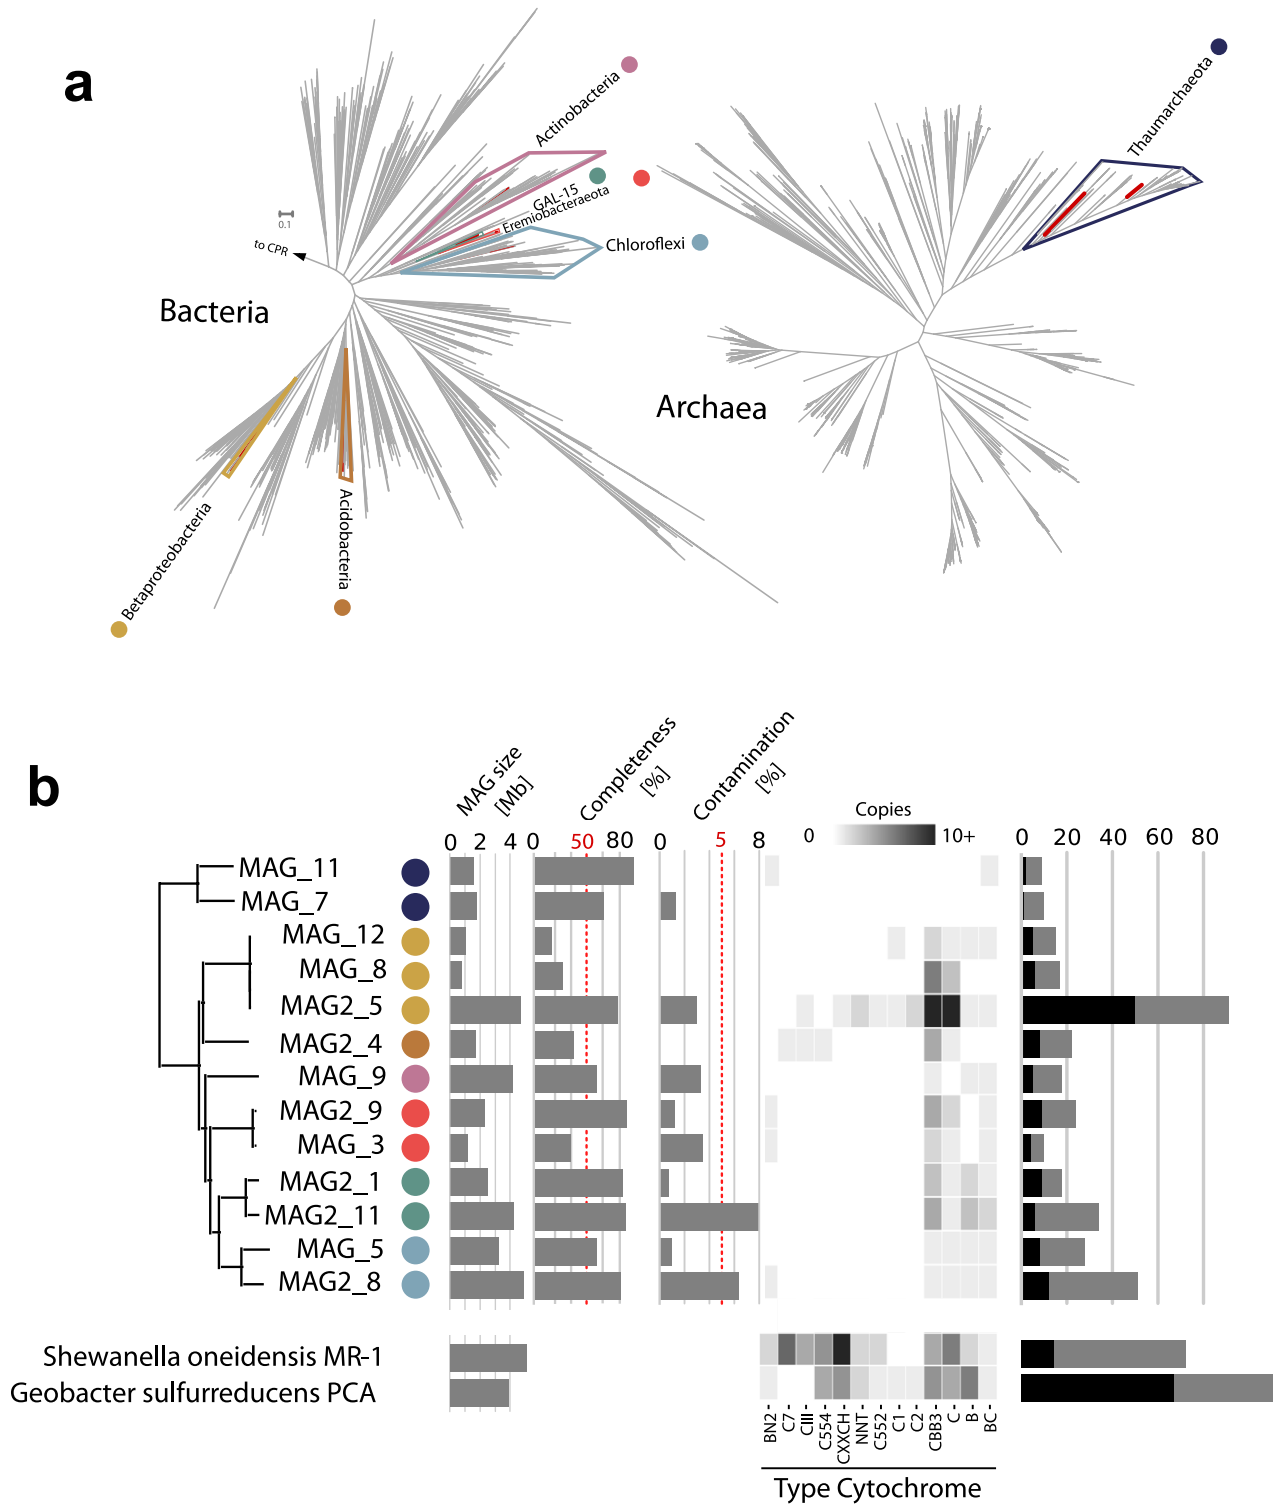 a
Actinobacteria
Thaumarchaeota
GAL-15
Eremiobacteraeota
0.1
to CPR
Chloroflexi
Bacteria
Archaea
Betaproteobacteria
Acidobacteria
b
MAG size
[Mb]
Completeness
[%]
Contamination
[%]
Copies
0 10+
0 2 4 0 50 80 0 5 8 0 20 40 60 80
MAG_11
MAG_7
MAG_12
MAG_8
MAG2_5
MAG2_4
MAG_9
MAG2_9
MAG_3
MAG2_1
MAG2_11
MAG_5
MAG2_8
Shewanella oneidensis MR-1
Geobacter sulfurreducens PCA
BN2 C7 CIII C554 CXXCH NNT C552 C1 C2 CBB3 C B BC
Type Cytochrome